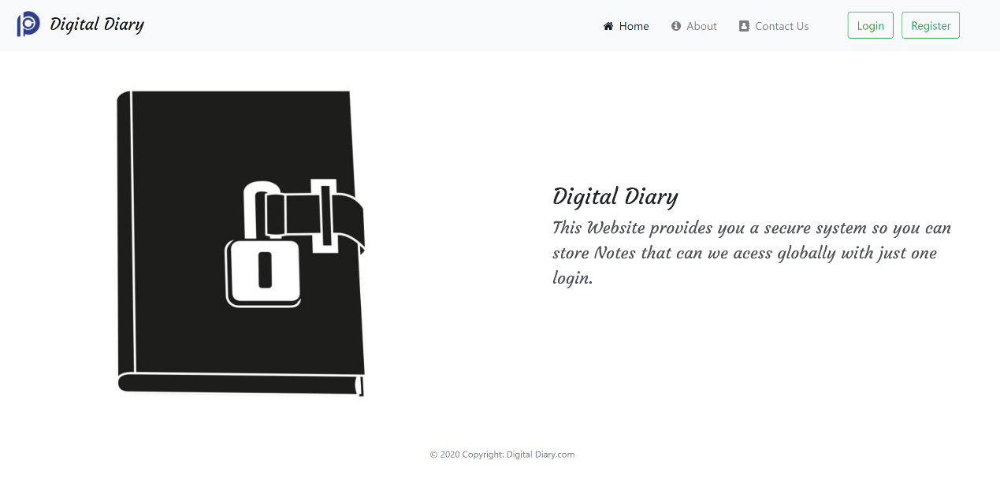 Digital Diary
Home
About
Contact Us
Login
Register
Digital Diary
This Website provides you a secure system so you can
store Notes that can we acess globally with just one
login.
© 2020 Copyright: Digital Diary.com